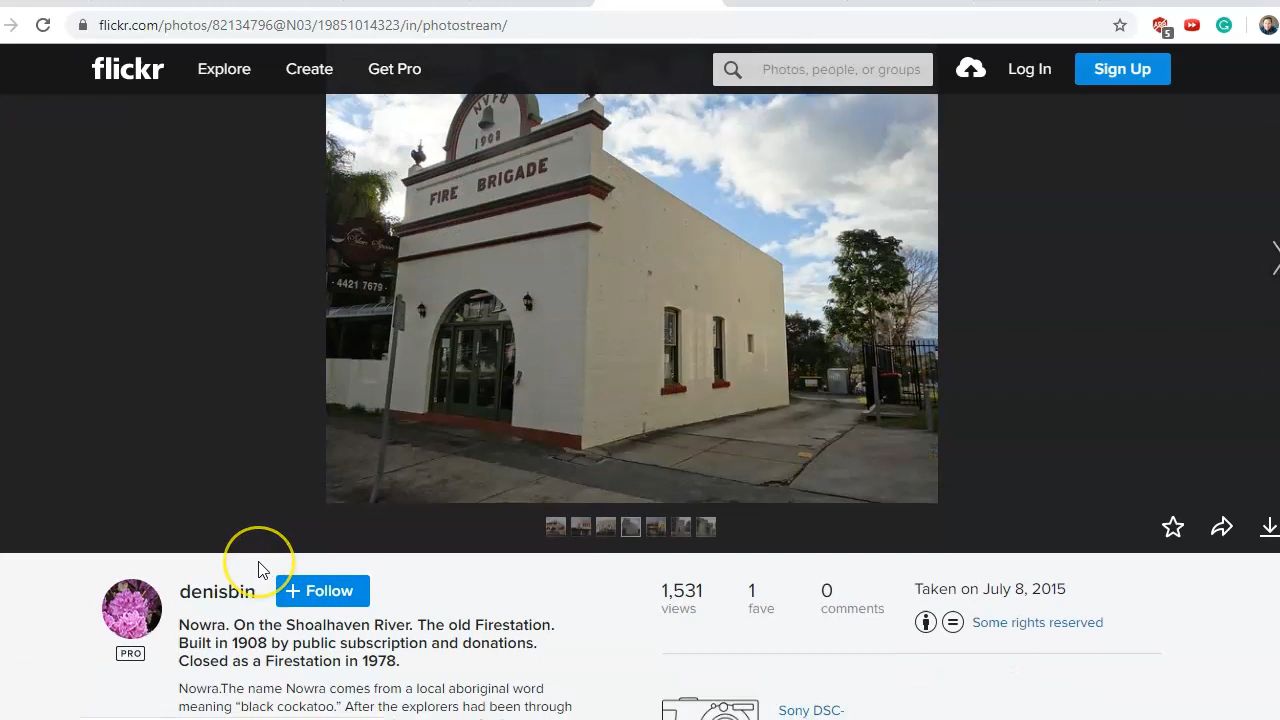 flickr.com/photos/82134796@N03/19851014323/in/photostream/
5
flickr Explore Create Get Pro Photos, people, or groups Log In Sign Up
NVFB
1908
FIRE BRIGADE
4421 7679
denisbin + Follow
PRO
Nowra. On the Shoalhaven River. The old Firestation.
Built in 1908 by public subscription and donations.
Closed as a Firestation in 1978.
Nowra.The name Nowra comes from a local aboriginal word
meaning “black cockatoo.” After the explorers had been through
1,531 1 0
views fave comments
Taken on July 8, 2015
Some rights reserved
Sony DSC-